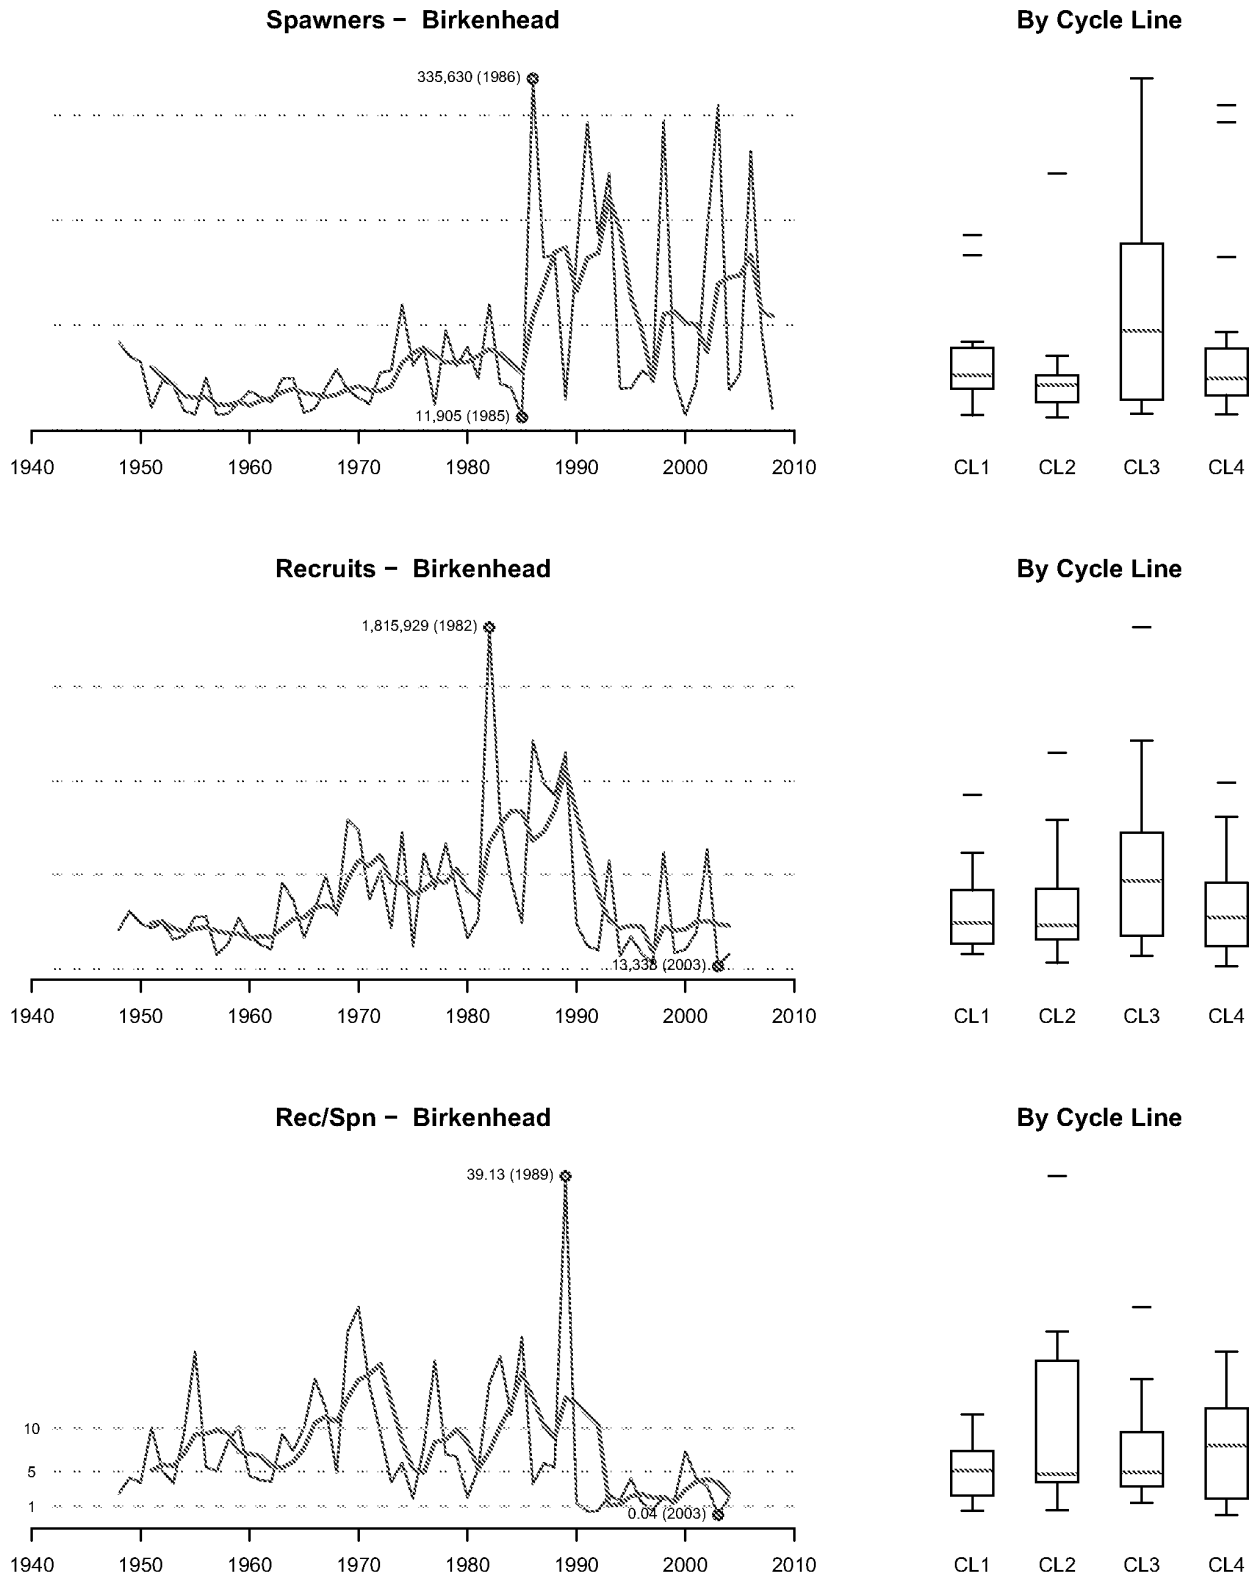 Spawners − Birkenhead
By Cycle Line
335,630 (1986)
11,905 (1985)
1940 1950 1960 1970 1980 1990 2000 2010
CL1 CL2 CL3 CL4
Recruits − Birkenhead
By Cycle Line
1,815,929 (1982)
13,338 (2003)
1940 1950 1960 1970 1980 1990 2000 2010
CL1 CL2 CL3 CL4
Rec/Spn − Birkenhead
By Cycle Line
39.13 (1989)
10
5
1
0.04 (2003)
1940 1950 1960 1970 1980 1990 2000 2010
CL1 CL2 CL3 CL4